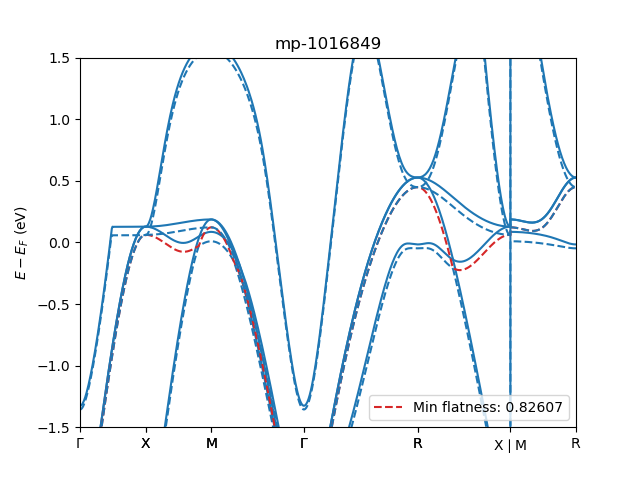 mp-1016849
1.5
1.0
0.5
0.0
−0.5
−1.0
−1.5
E − E_F (eV)
Min flatness: 0.82607
Γ X M Γ R X | M R